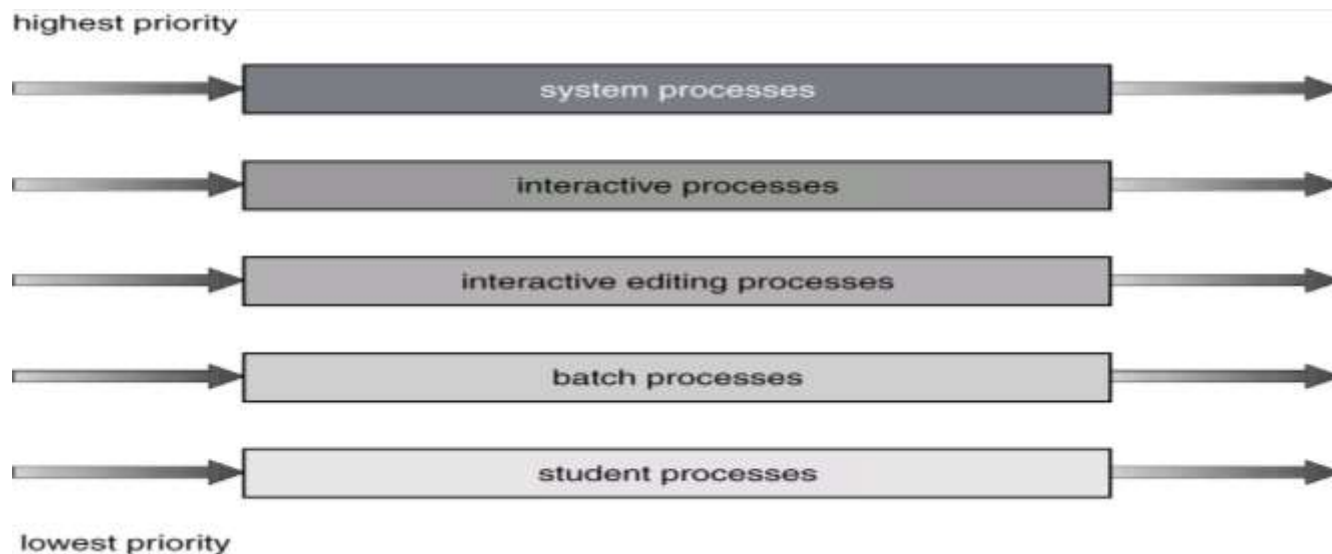 highest priority
system processes
interactive processes
interactive editing processes
batch processes
student processes
lowest priority